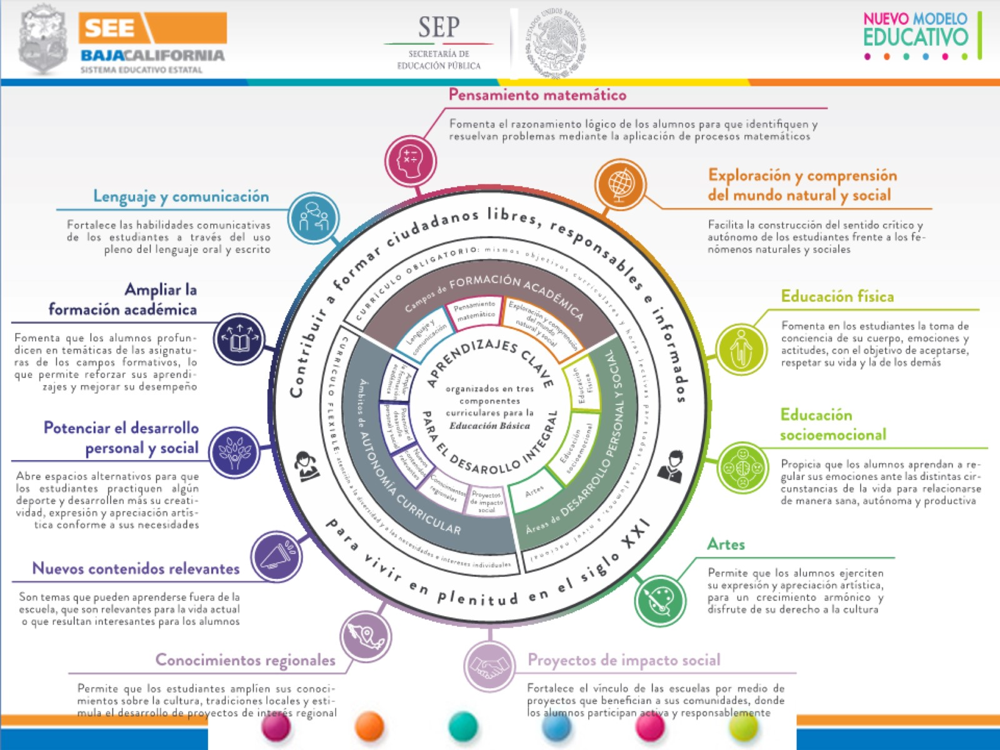 SEE
BAJACALIFORNIA
SISTEMA EDUCATIVO ESTATAL
SEP
SECRETARÍA DE
EDUCACIÓN PÚBLICA
ESTADOS UNIDOS MEXICANOS
NUEVO MODELO
EDUCATIVO
Pensamiento matemático
Fomenta el razonamiento lógico de los alumnos para que identifiquen y
resuelvan problemas mediante la aplicación de procesos matemáticos
Exploración y comprensión
del mundo natural y social
Facilita la construcción del sentido crítico y
autónomo de los estudiantes frente a los fe-
nómenos naturales y sociales
Lenguaje y comunicación
Fortalece las habilidades comunicativas
de los estudiantes a través del uso
pleno del lenguaje oral y escrito
Ampliar la
formación académica
Fomenta que los alumnos profun-
dicen en temáticas de las asignatu-
ras de los campos formativos, lo
que permite reforzar sus aprendi-
zajes y mejorar su desempeño
Educación física
Fomenta en los estudiantes la toma de
conciencia de su cuerpo, emociones y
actitudes, con el objetivo de aceptarse,
respetar su vida y la de los demás
Potenciar el desarrollo
personal y social
Abre espacios alternativos para que
los estudiantes practiquen algún
deporte y desarrollen más su creati-
vidad, expresión y apreciación artís-
tica conforme a sus necesidades
Educación
socioemocional
Propicia que los alumnos aprendan a re-
gular sus emociones ante las distintas cir-
cunstancias de la vida para relacionarse
de manera sana, autónoma y productiva
Nuevos contenidos relevantes
Son temas que pueden aprenderse fuera de la
escuela, que son relevantes para la vida actual
o que resultan interesantes para los alumnos
Artes
Permite que los alumnos ejerciten
su expresión y apreciación artística,
para un crecimiento armónico y
disfrute de su derecho a la cultura
Conocimientos regionales
Permite que los estudiantes amplíen sus conoci-
mientos sobre la cultura, tradiciones locales y esti-
mula el desarrollo de proyectos de interés regional
Proyectos de impacto social
Fortalece el vínculo de las escuelas por medio de
proyectos que benefician a sus comunidades, donde
los alumnos participan activa y responsablemente
Contribuir a formar ciudadanos libres, responsables e informados
para vivir en plenitud en el siglo XXI
CURRÍCULO OBLIGATORIO: mismos objetivos curriculares y horas lectivas para todos los alumnos, a nivel nacional
CURRÍCULO FLEXIBLE: atención a la diversidad y a las necesidades e intereses individuales
Campos de FORMACIÓN ACADÉMICA
Lenguaje y
comunicación
Pensamiento
matemático
Exploración y comprensión
del mundo
natural y social
Áreas de DESARROLLO PERSONAL Y SOCIAL
Educación
Física
Educación
socioemocional
Artes
Ámbitos de AUTONOMÍA CURRICULAR
Ampliar
la formación
académica
Potenciar el
desarrollo
personal y social
Nuevos
contenidos
relevantes
Conocimientos
regionales
Proyectos
de impacto
social
APRENDIZAJES CLAVE
organizados en tres
componentes
curriculares para la
Educación Básica
PARA EL DESAROLLO INTEGRAL